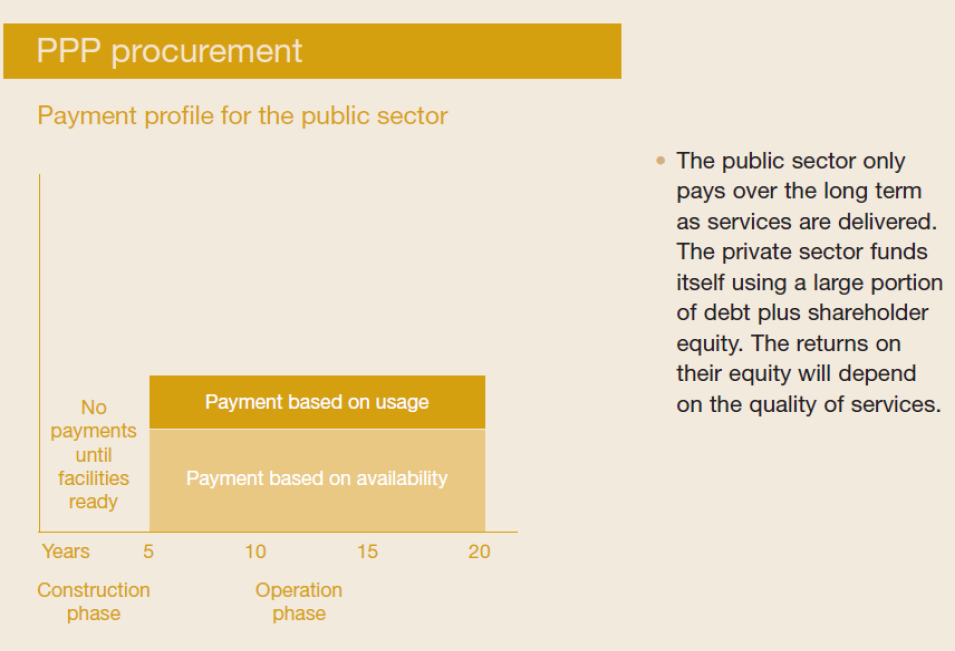 PPP procurement
Payment profile for the public sector
• The public sector only
pays over the long term
as services are delivered.
The private sector funds
itself using a large portion
of debt plus shareholder
equity. The returns on
their equity will depend
on the quality of services.
No
payments
until
facilities
ready
Payment based on usage
Payment based on availability
Years 5 10 15 20
Construction
phase
Operation
phase